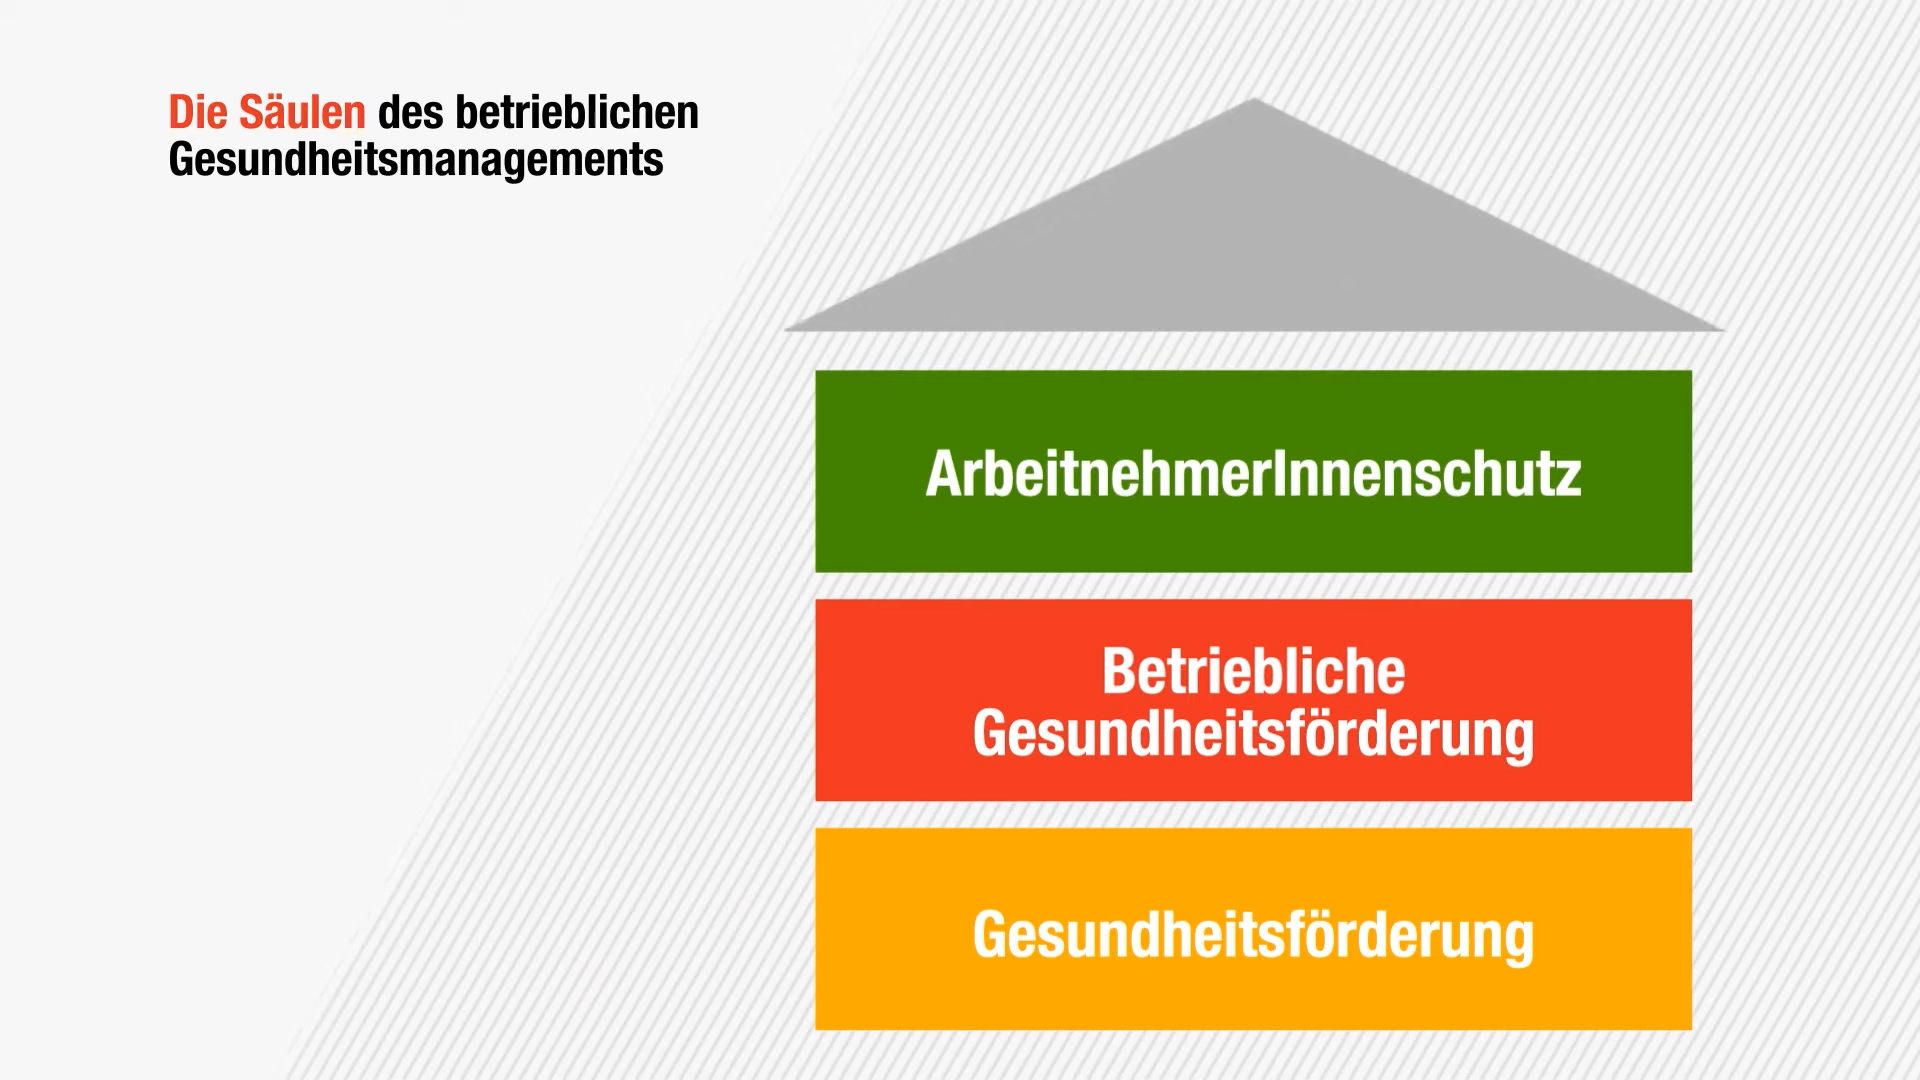 Die Säulen des betrieblichen
Gesundheitsmanagements
ArbeitnehmerInnenschutz
Betriebliche
Gesundheitsförderung
Gesundheitsförderung